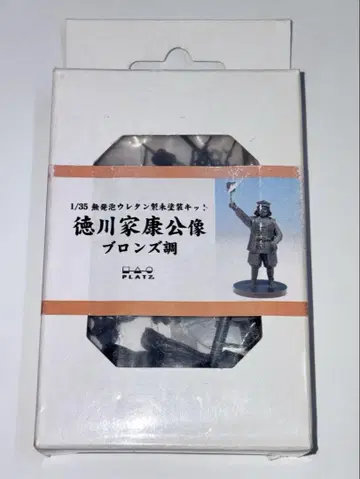 1/35 無発泡ウレタン製未塗装キット
徳川家康公像
ブロンズ調
PLATZ